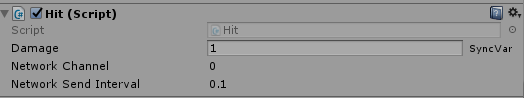 Hit (Script)
Script Hit
Damage 1 SyncVar
Network Channel 0
Network Send Interval 0.1